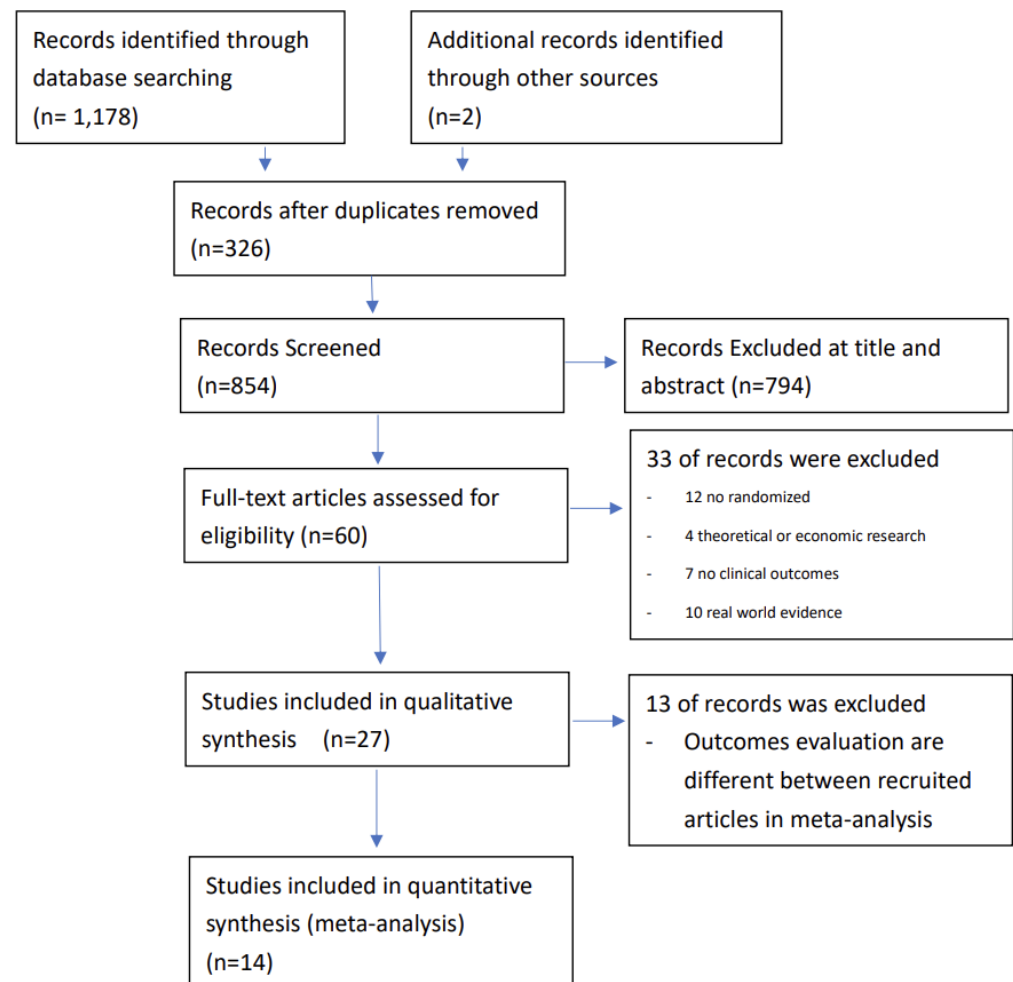 Records identified through
database searching
(n= 1,178)
Additional records identified
through other sources
(n=2)
Records after duplicates removed
(n=326)
Records Screened
(n=854)
Records Excluded at title and
abstract (n=794)
Full-text articles assessed for
eligibility (n=60)
33 of records were excluded
- 12 no randomized
- 4 theoretical or economic research
- 7 no clinical outcomes
- 10 real world evidence
Studies included in qualitative
synthesis (n=27)
13 of records was excluded
- Outcomes evaluation are
different between recruited
articles in meta-analysis
Studies included in quantitative
synthesis (meta-analysis)
(n=14)